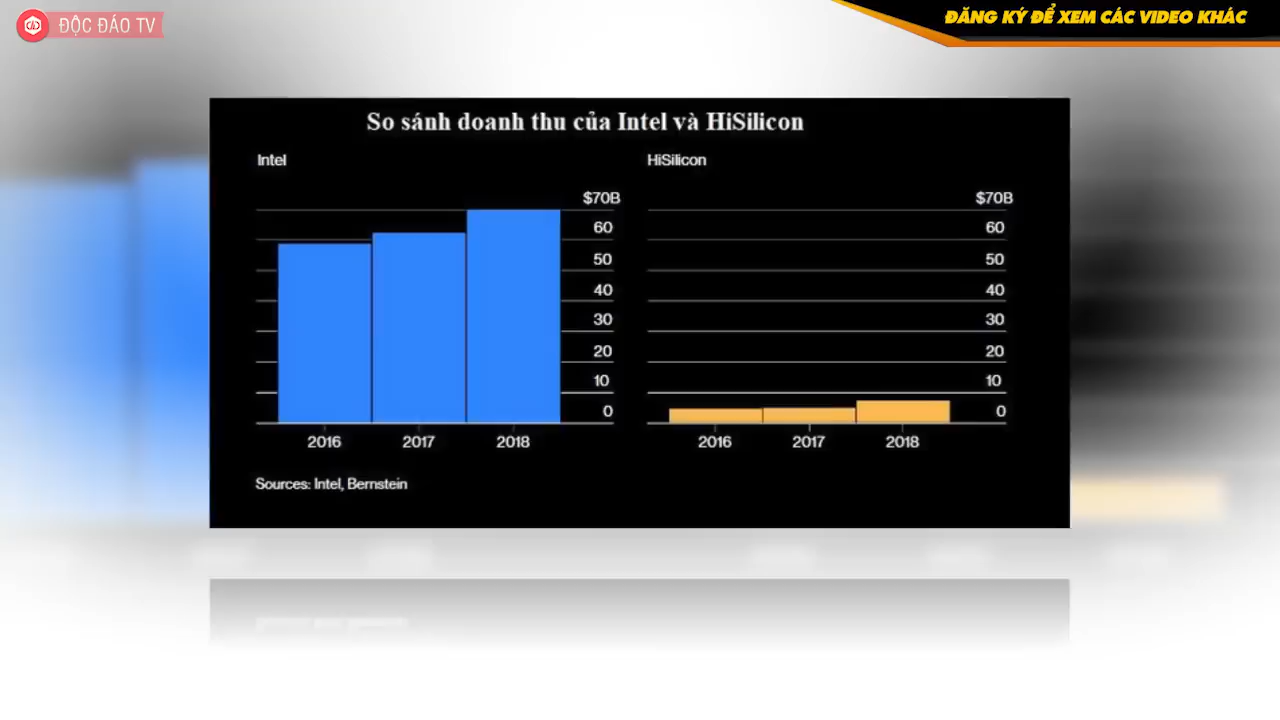 ĐỘC ĐÁO TV
ĐĂNG KÝ ĐỂ XEM CÁC VIDEO KHÁC
So sánh doanh thu của Intel và HiSilicon
Intel
$70B
60
50
40
30
20
10
0
2016 2017 2018
HiSilicon
$70B
60
50
40
30
20
10
0
2016 2017 2018
Sources: Intel, Bernstein